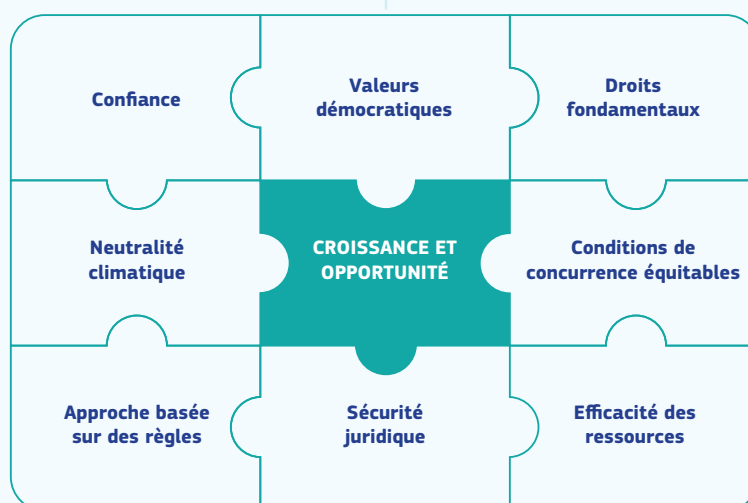 Confiance
Valeurs
démocratiques
Droits
fondamentaux
Neutralité
climatique
CROISSANCE ET
OPPORTUNITÉ
Conditions de
concurrence équitables
Approche basée
sur des règles
Sécurité
juridique
Efficacité des
ressources